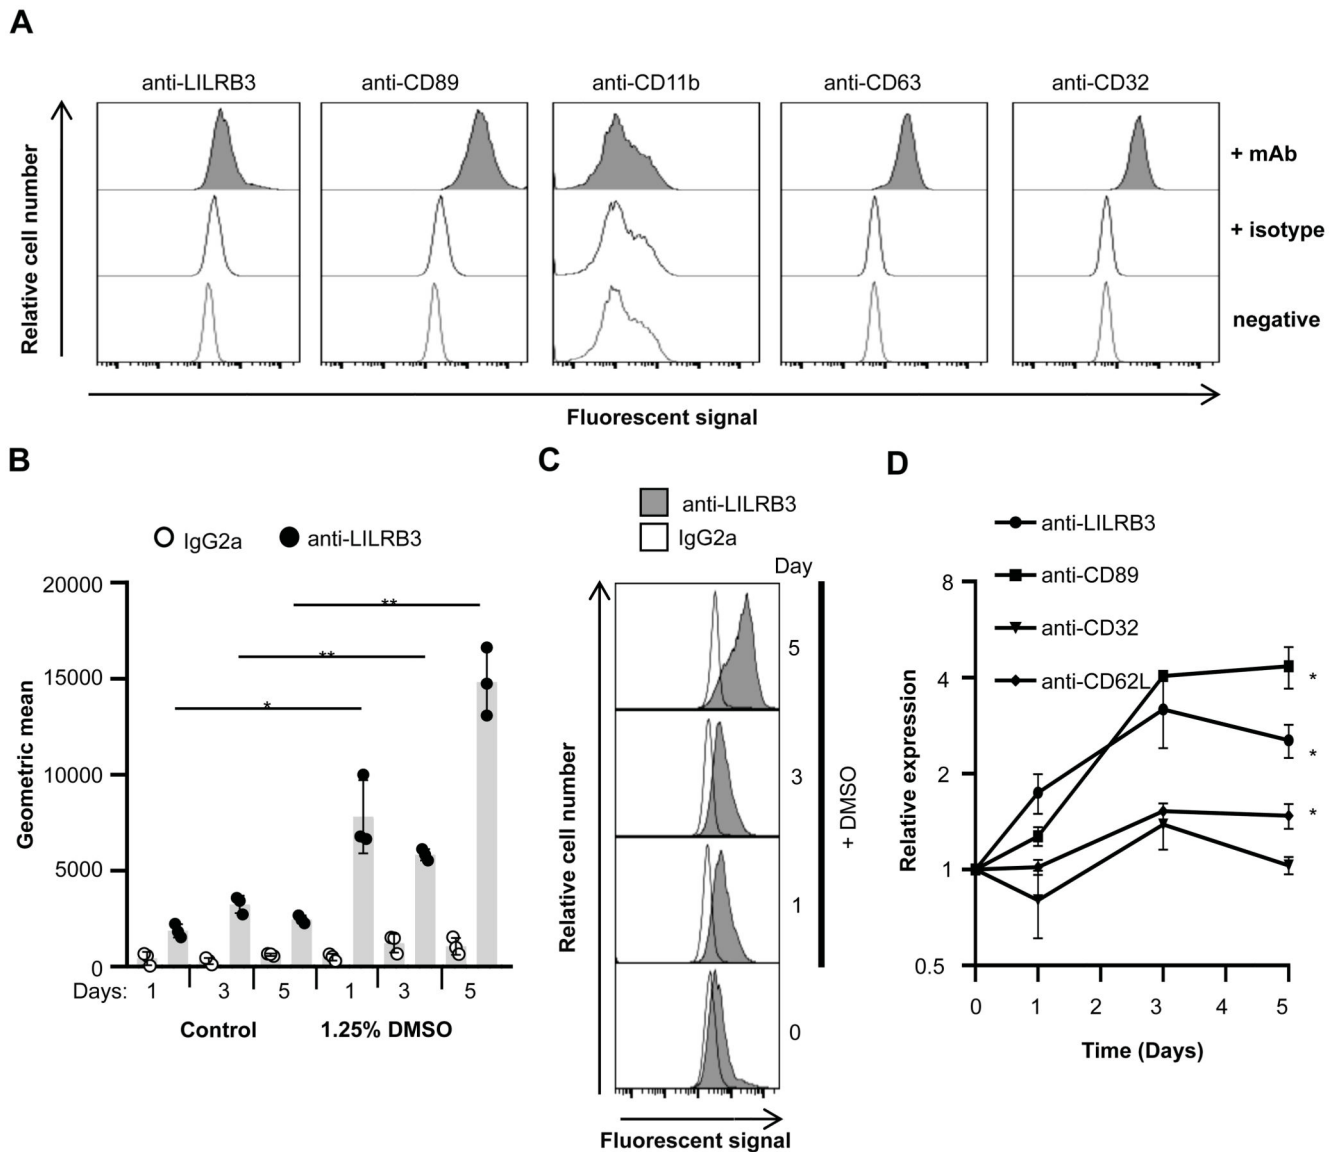 A
anti-LILRB3 anti-CD89 anti-CD11b anti-CD63 anti-CD32
Relative cell number
+ mAb
+ isotype
negative
Fluorescent signal
B
IgG2a anti-LILRB3
Geometric mean
20000
15000
10000
5000
0
**
**
*
Days: 1 3 5 1 3 5
Control 1.25% DMSO
C
anti-LILRB3
IgG2a
Day
5
3
1
0
+ DMSO
Relative cell number
Fluorescent signal
D
anti-LILRB3
anti-CD89
anti-CD32
anti-CD62L
Relative expression
8
4
2
1
0.5
*
*
*
0 1 2 3 4 5
Time (Days)